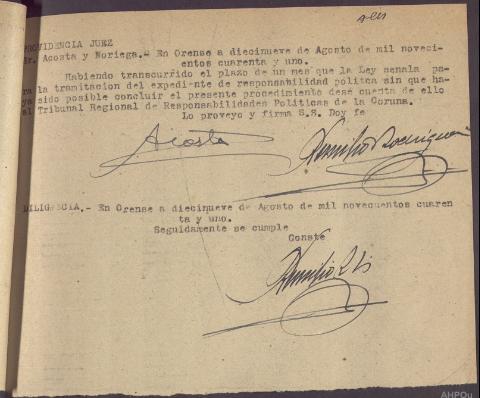 PROVIDENCIA JUEZ
Sr. Acosta y Noriega.- En Orense a diecinueve de Agosto de mil noveci-
entos cuarenta y uno.
Habiendo transcurrido el plazo de un mes que la Ley señala pa-
ra la tramitacion del expediente de responsabilidad politca sin que ha-
ya sido posible concluir el presente procedimiento dese cuenta de ello
al Tribunal Regional de Responsabilidades Politicas de la Coruña.
Lo proveyo y firma S.S. Doy fe
Acosta
Rodriguez
DILIGENCIA.- En Orense a diecinueve de Agosto de mil novecuentos cuaren
ta y uno.
Seguidamente se cumple
Conste
AHPOu